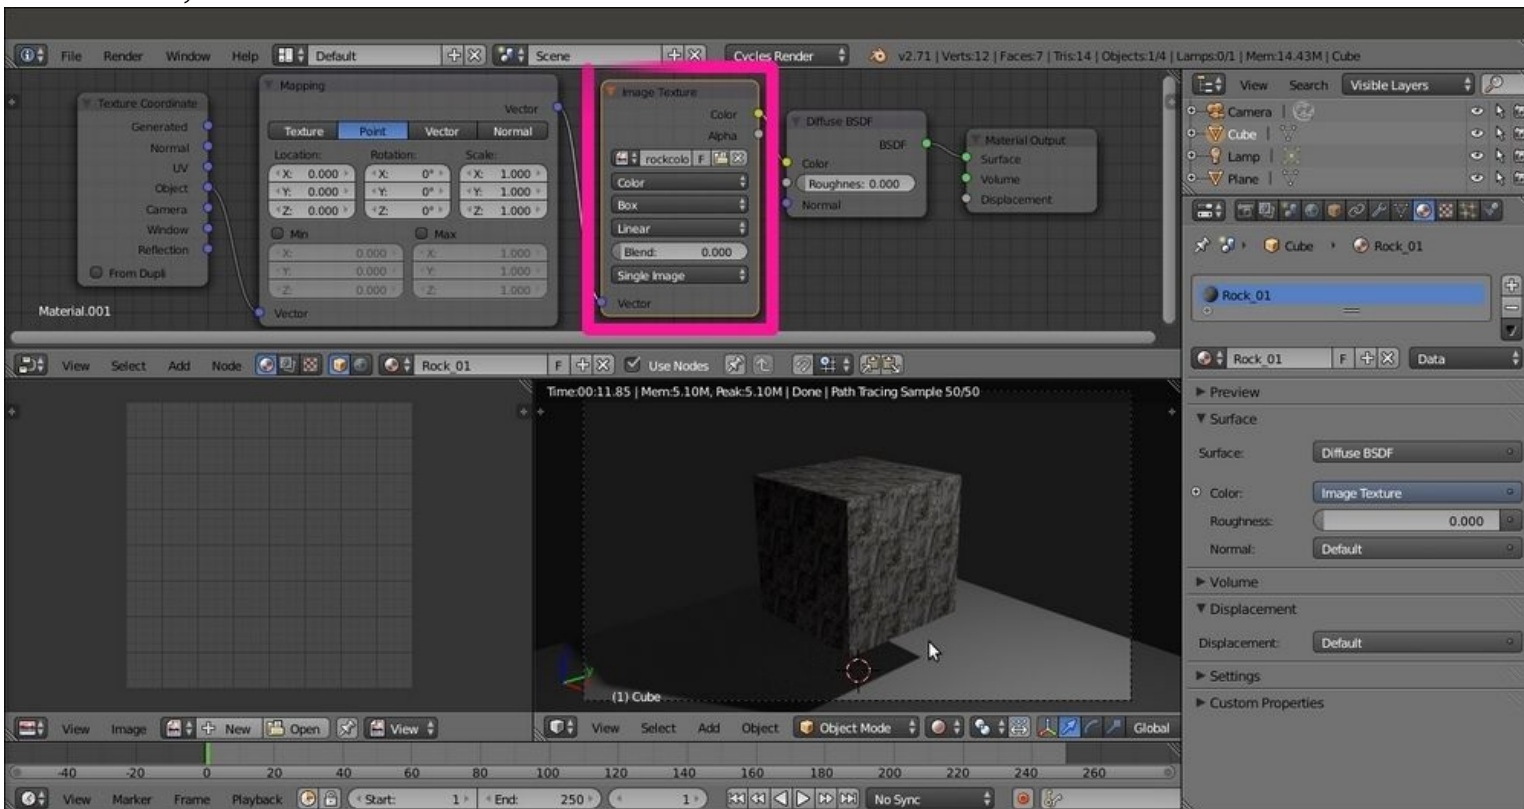 File Render Window Help Default Scene Cycles Render v2.71 | Verts:12 | Faces:7 | Tris:14 | Objects:1/4 | Lamps:0/1 | Mem:14.43M | Cube
Texture Coordinate
Generated
Normal
UV
Object
Camera
Window
Reflection
From Dupli
Material.001
Mapping
Vector
Texture Point Vector Normal
Location: Rotation: Scale:
X: 0.000 X: 0° X: 1.000
Y: 0.000 Y: 0° Y: 1.000
Z: 0.000 Z: 0° Z: 1.000
Min Max
X: 0.000 X: 1.000
Y: 0.000 Y: 1.000
Z: 0.000 Z: 1.000
Vector
Image Texture
Color
Alpha
rockcolo F
Color
Box
Linear
Blend: 0.000
Single Image
Vector
Diffuse BSDF
BSDF
Color
Roughnes: 0.000
Normal
Material Output
Surface
Volume
Displacement
View Search Visible Layers
Camera
Cube
Lamp
Plane
Cube Rock_01
Rock_01
Rock_01 F Data
Preview
Surface
Surface: Diffuse BSDF
Color: Image Texture
Roughness: 0.000
Normal: Default
Volume
Displacement
Displacement: Default
Settings
Custom Properties
View Select Add Node Rock_01 F Use Nodes
Time:00:11.85 | Mem:5.10M, Peak:5.10M | Done | Path Tracing Sample 50/50
(1) Cube
View Image New Open View
View Select Add Object Object Mode Global
-40 -20 0 20 40 60 80 100 120 140 160 180 200 220 240 260
View Marker Frame Playback Start: 1 End: 250 1 No Sync